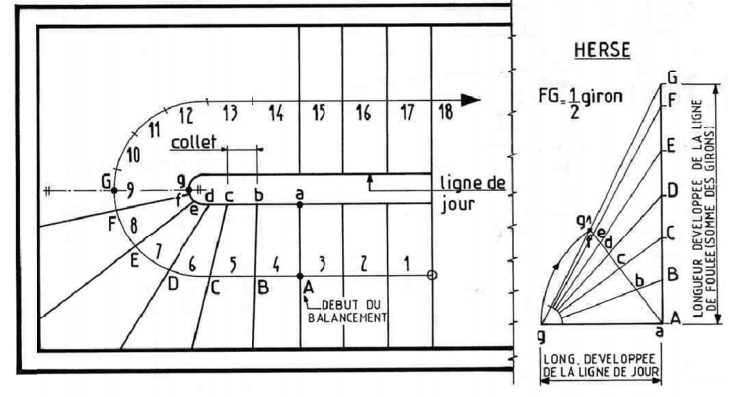 12
13
14
15
16
17
18
11
10
collet
G
9
g
f
e
d
c
b
a
ligne de
jour
F
8
E
7
D
6
C
5
B
4
A
3
2
1
DEBUT DU
BALANCEMENT
HERSE
FG=1/2 giron
G
F
E
D
C
B
A
g1
f
e
d
c
b
a
g
LONGUEUR DEVELOPPEE DE LA LIGNE
DE FOULEE(SOMME DES GIRONS)
LONG. DEVELOPPEE
DE LA LIGNE DE JOUR